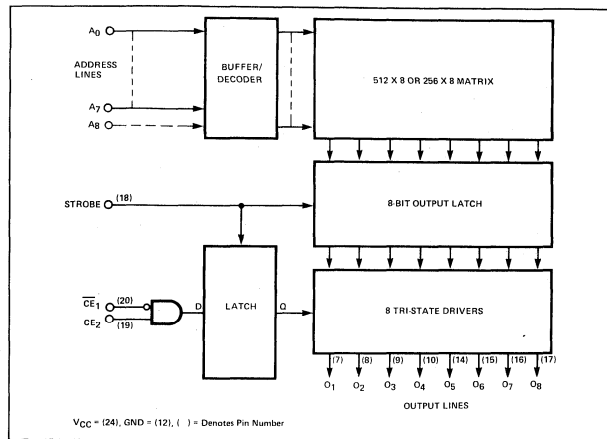 A0
ADDRESS
LINES
A7
A8
BUFFER/
DECODER
512 X 8 OR 256 X 8 MATRIX
STROBE (18)
8-BIT OUTPUT LATCH
CE1 (20)
CE2 (19)
D LATCH Q
8 TRI-STATE DRIVERS
(7) (8) (9) (10) (14) (15) (16) (17)
O1 O2 O3 O4 O5 O6 O7 O8
OUTPUT LINES
VCC = (24), GND = (12), ( ) = Denotes Pin Number